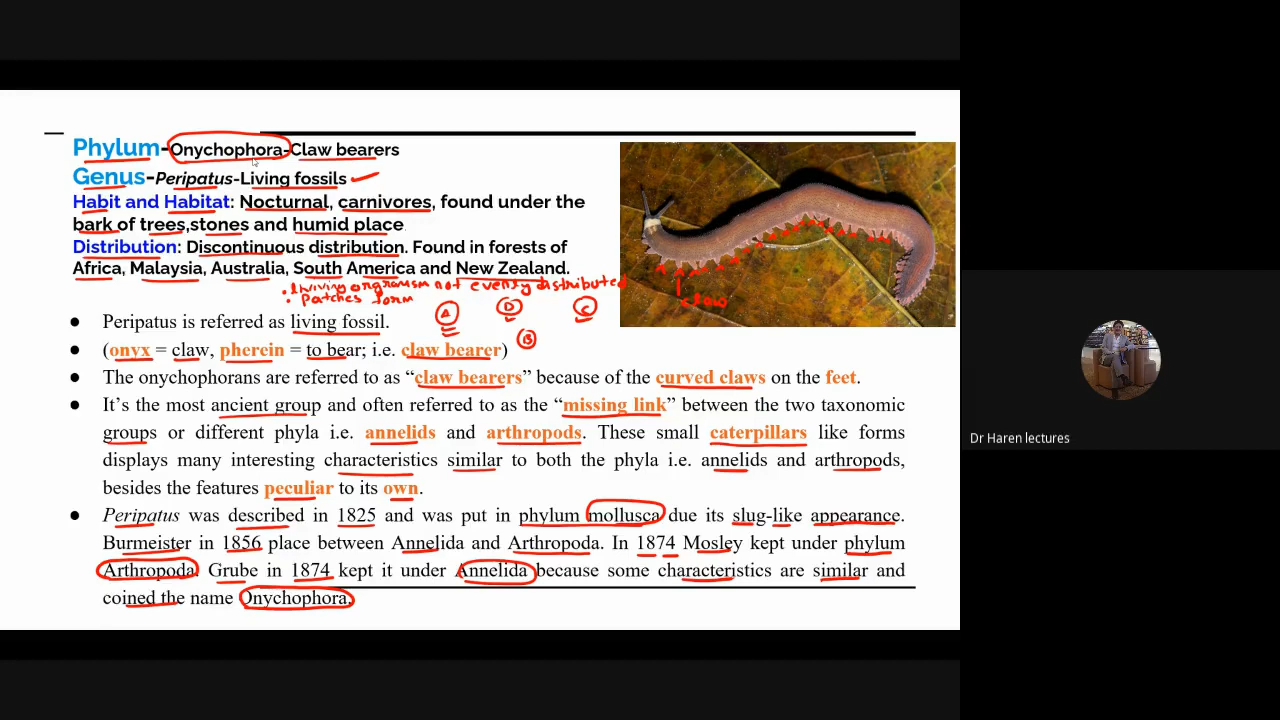 Phylum-Onychophora-Claw bearers
Genus-Peripatus-Living fossils
Habit and Habitat: Nocturnal, carnivores, found under the
bark of trees,stones and humid place
Distribution: Discontinuous distribution. Found in forests of
Africa, Malaysia, Australia, South America and New Zealand.
• living orgranism not evenly distributed
• Patches form
A
D
C
B
claw
● Peripatus is referred as living fossil.
● (onyx = claw, pherein = to bear; i.e. claw bearer)
● The onychophorans are referred to as “claw bearers” because of the curved claws on the feet.
● It’s the most ancient group and often referred to as the “missing link” between the two taxonomic
groups or different phyla i.e. annelids and arthropods. These small caterpillars like forms
displays many interesting characteristics similar to both the phyla i.e. annelids and arthropods,
besides the features peculiar to its own.
● Peripatus was described in 1825 and was put in phylum mollusca due its slug-like appearance.
Burmeister in 1856 place between Annelida and Arthropoda. In 1874 Mosley kept under phylum
Arthropoda. Grube in 1874 kept it under Annelida because some characteristics are similar and
coined the name Onychophora.
Dr Haren lectures